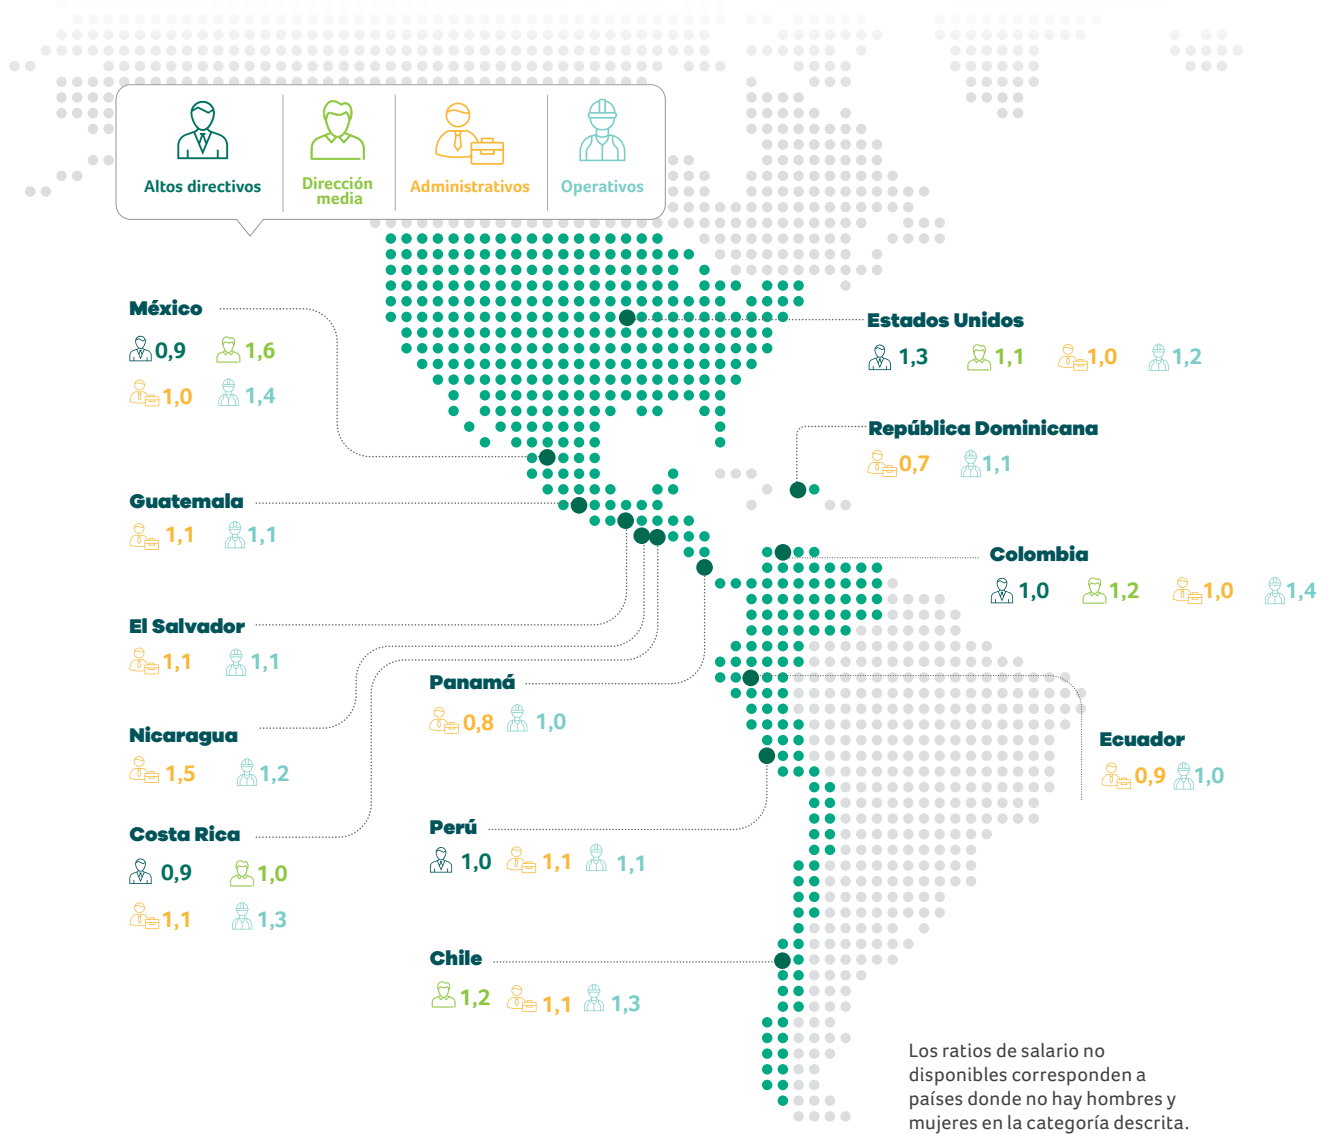 Altos directivos
Dirección
media
Administrativos
Operativos
México
0,9 1,6
1,0 1,4
Guatemala
1,1 1,1
El Salvador
1,1 1,1
Nicaragua
1,5 1,2
Costa Rica
0,9 1,0
1,1 1,3
Panamá
0,8 1,0
Perú
1,0 1,1 1,1
Chile
1,2 1,1 1,3
Estados Unidos
1,3 1,1 1,0 1,2
República Dominicana
0,7 1,1
Colombia
1,0 1,2 1,0 1,4
Ecuador
0,9 1,0
Los ratios de salario no
disponibles corresponden a
países donde no hay hombres y
mujeres en la categoría descrita.